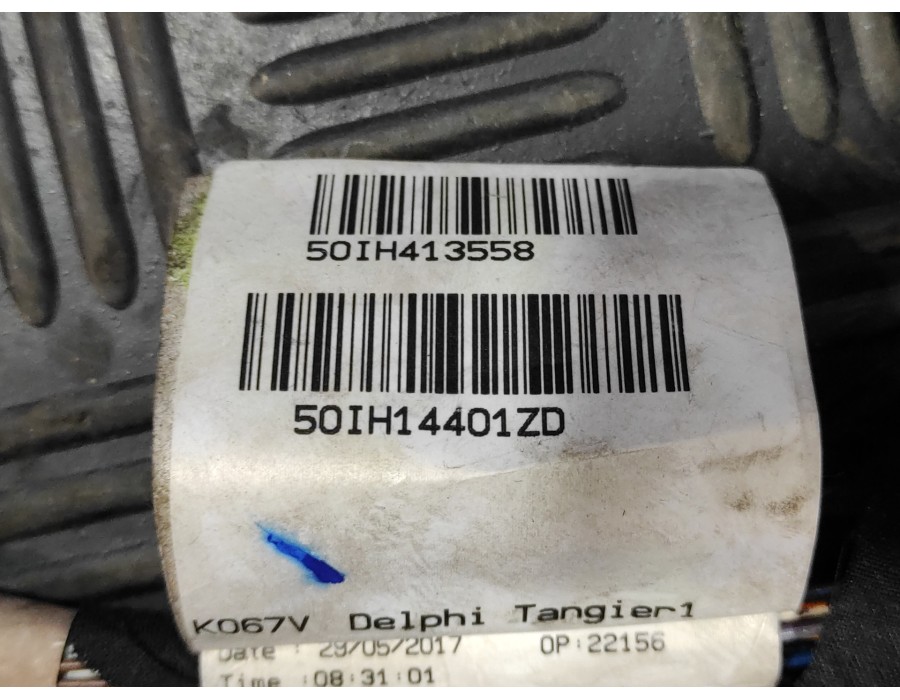 50IH413558
50IH14401ZD
K067V Delphi Tangier1
Date : 29/05/2017 OP:22156
Time :08:31:01